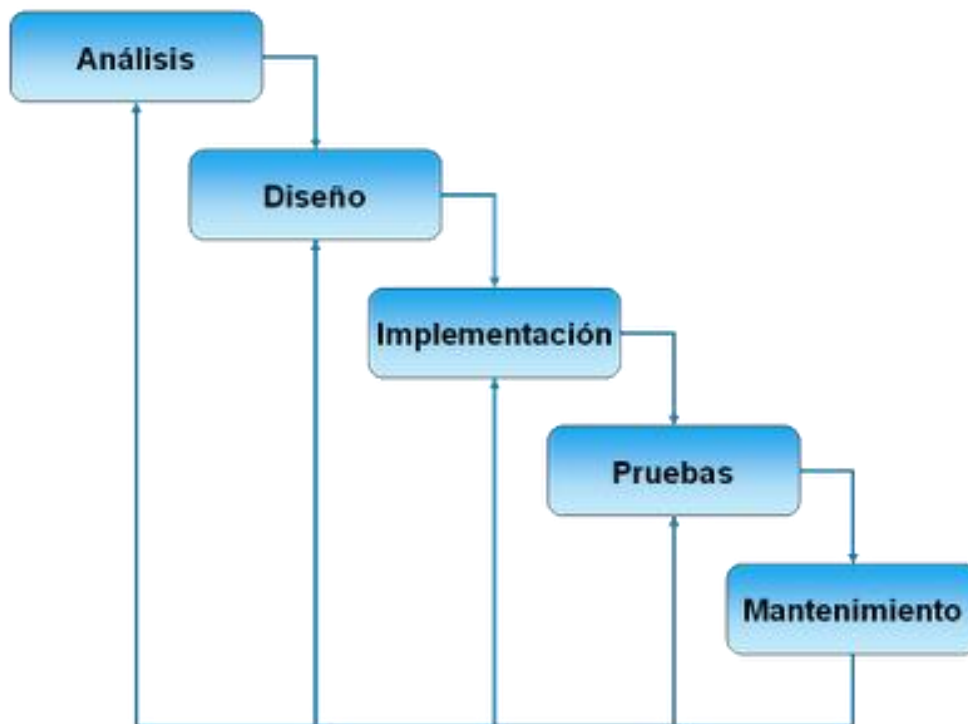 Análisis
Diseño
Implementación
Pruebas
Mantenimiento